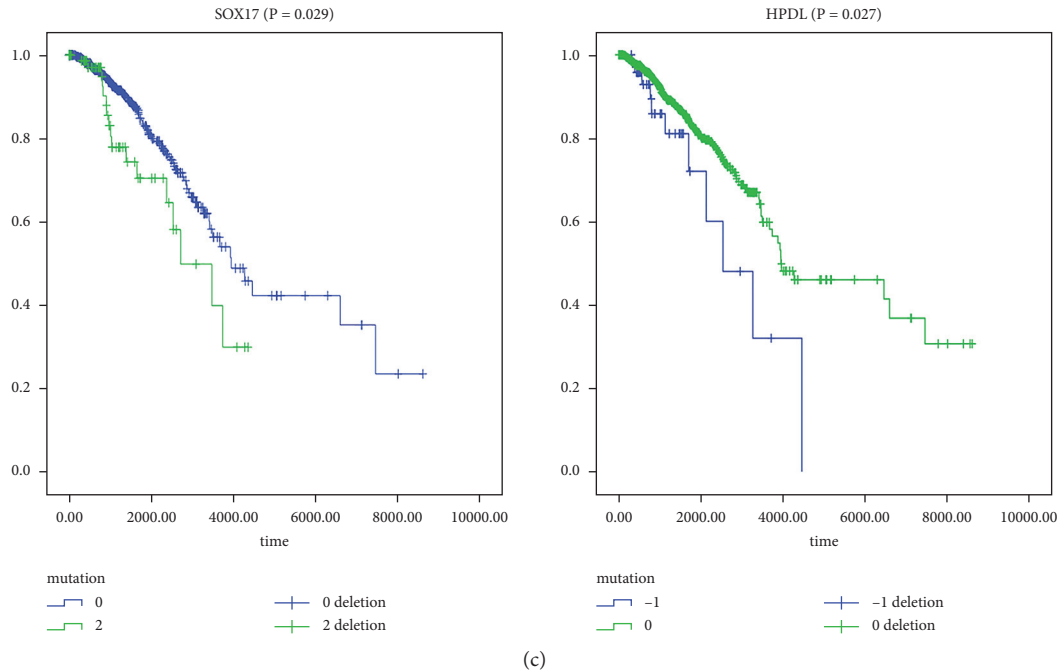 SOX17 (P = 0.029)
1.0
0.8
0.6
0.4
0.2
0.0
0.00 2000.00 4000.00 6000.00 8000.00 10000.00
time
mutation
0 0 deletion
2 2 deletion
HPDL (P = 0.027)
1.0
0.8
0.6
0.4
0.2
0.0
0.00 2000.00 4000.00 6000.00 8000.00 10000.00
time
mutation
–1 –1 deletion
0 0 deletion
(c)